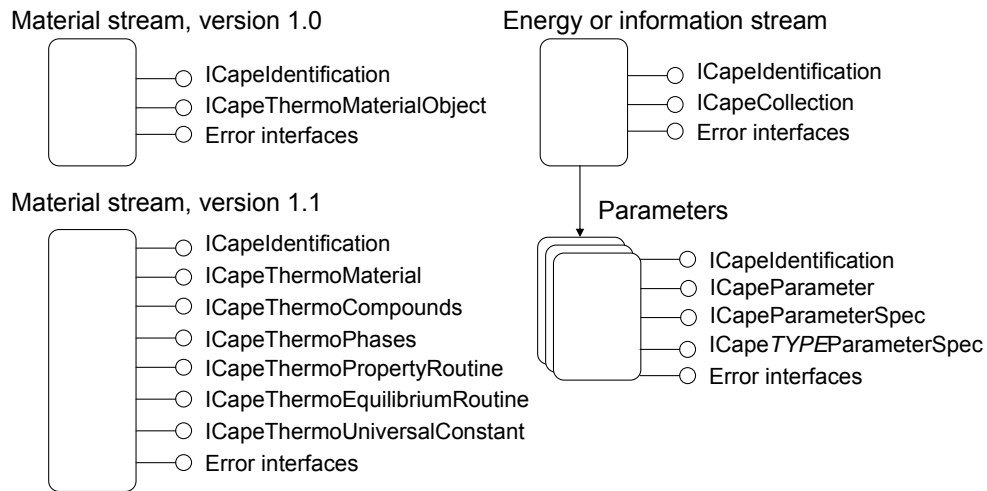 Material stream, version 1.0
ICapeIdentification
ICapeThermoMaterialObject
Error interfaces
Material stream, version 1.1
ICapeIdentification
ICapeThermoMaterial
ICapeThermoCompounds
ICapeThermoPhases
ICapeThermoPropertyRoutine
ICapeThermoEquilibriumRoutine
ICapeThermoUniversalConstant
Error interfaces
Energy or information stream
ICapeIdentification
ICapeCollection
Error interfaces
Parameters
ICapeIdentification
ICapeParameter
ICapeParameterSpec
ICapeTYPEParameterSpec
Error interfaces